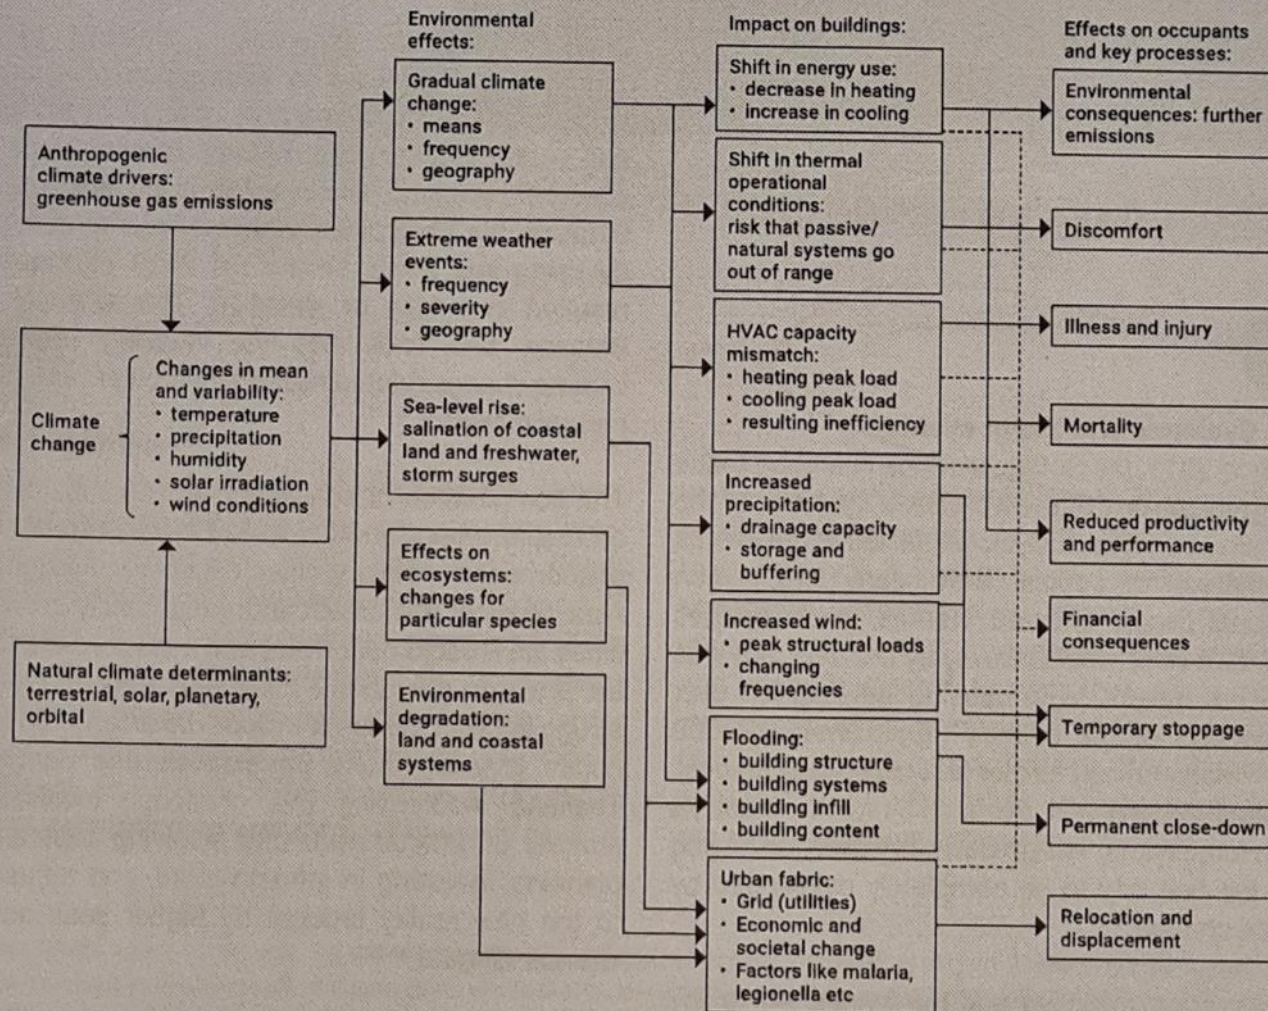 Anthropogenic
climate drivers:
greenhouse gas emissions
Climate
change
Changes in mean
and variability:
• temperature
• precipitation
• humidity
• solar irradiation
• wind conditions
Natural climate determinants:
terrestrial, solar, planetary,
orbital
Environmental
effects:
Gradual climate
change:
• means
• frequency
• geography
Extreme weather
events:
• frequency
• severity
• geography
Sea-level rise:
salination of coastal
land and freshwater,
storm surges
Effects on
ecosystems:
changes for
particular species
Environmental
degradation:
land and coastal
systems
Impact on buildings:
Shift in energy use:
• decrease in heating
• increase in cooling
Shift in thermal
operational
conditions:
risk that passive/
natural systems go
out of range
HVAC capacity
mismatch:
• heating peak load
• cooling peak load
• resulting inefficiency
Increased
precipitation:
• drainage capacity
• storage and
buffering
Increased wind:
• peak structural loads
• changing
frequencies
Flooding:
• building structure
• building systems
• building infill
• building content
Urban fabric:
• Grid (utilities)
• Economic and
societal change
• Factors like malaria,
legionella etc
Effects on occupants
and key processes:
Environmental
consequences: further
emissions
Discomfort
Illness and injury
Mortality
Reduced productivity
and performance
Financial
consequences
Temporary stoppage
Permanent close-down
Relocation and
displacement